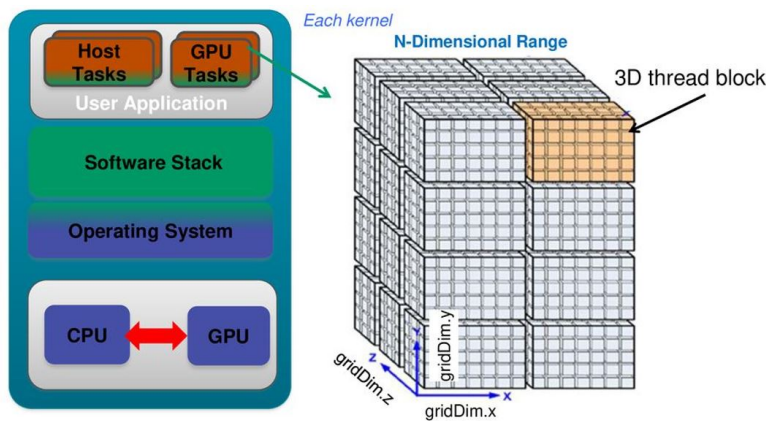 Host
Tasks
GPU
Tasks
User Application
Software Stack
Operating System
CPU
GPU
Each kernel
N-Dimensional Range
3D thread block
Y
gridDim.y
Z
gridDim.z
X
gridDim.x